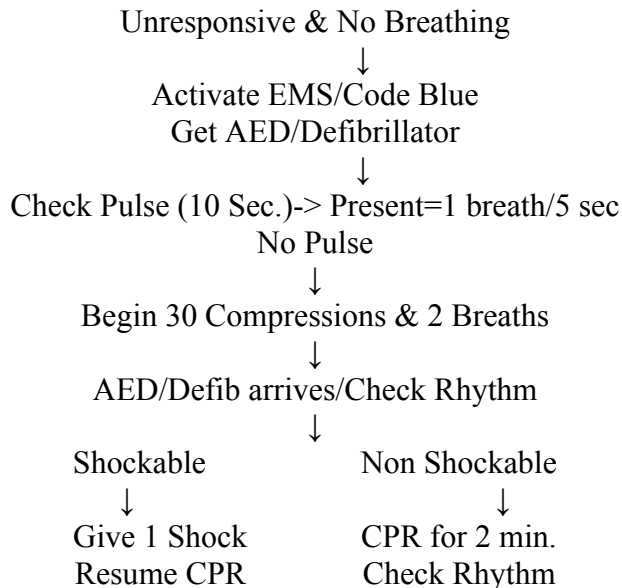 Unresponsive & No Breathing
↓
Activate EMS/Code Blue
Get AED/Defibrillator
↓
Check Pulse (10 Sec.)-> Present=1 breath/5 sec
No Pulse
↓
Begin 30 Compressions & 2 Breaths
↓
AED/Defib arrives/Check Rhythm
↓
Shockable Non Shockable
↓ ↓
Give 1 Shock CPR for 2 min.
Resume CPR Check Rhythm